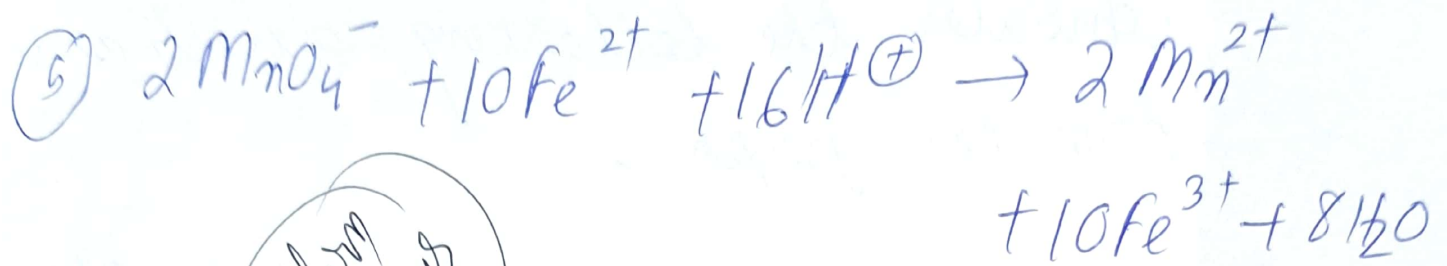 5 2MnO₄⁻ + 10Fe²⁺ + 16H⊕ → 2Mn²⁺
+ 10Fe³⁺ + 8H₂O